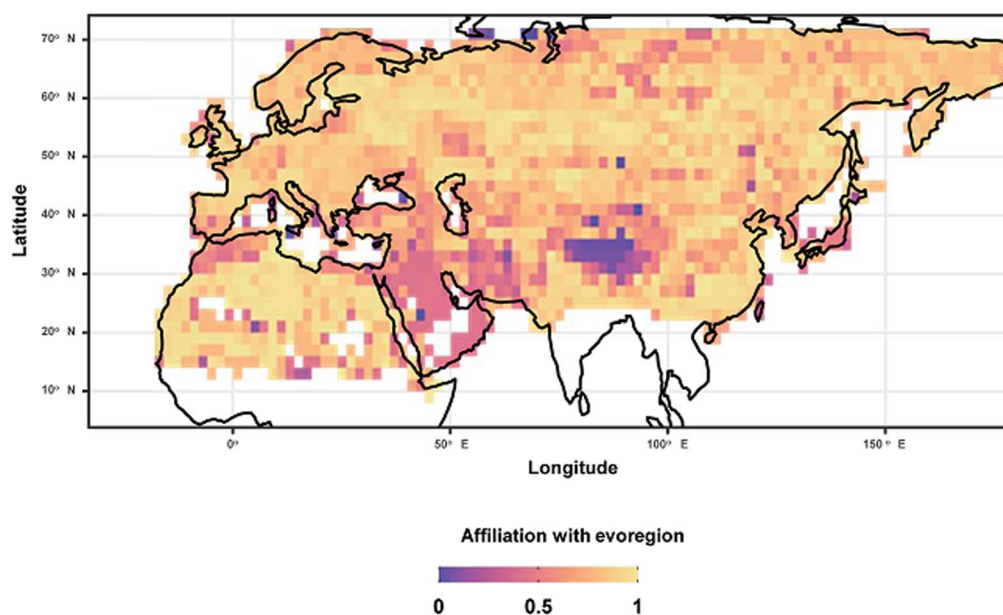 70° N
60° N
50° N
40° N
30° N
20° N
10° N
Latitude
0° 50° E 100° E 150° E
Longitude
Affiliation with evoregion
0 0.5 1